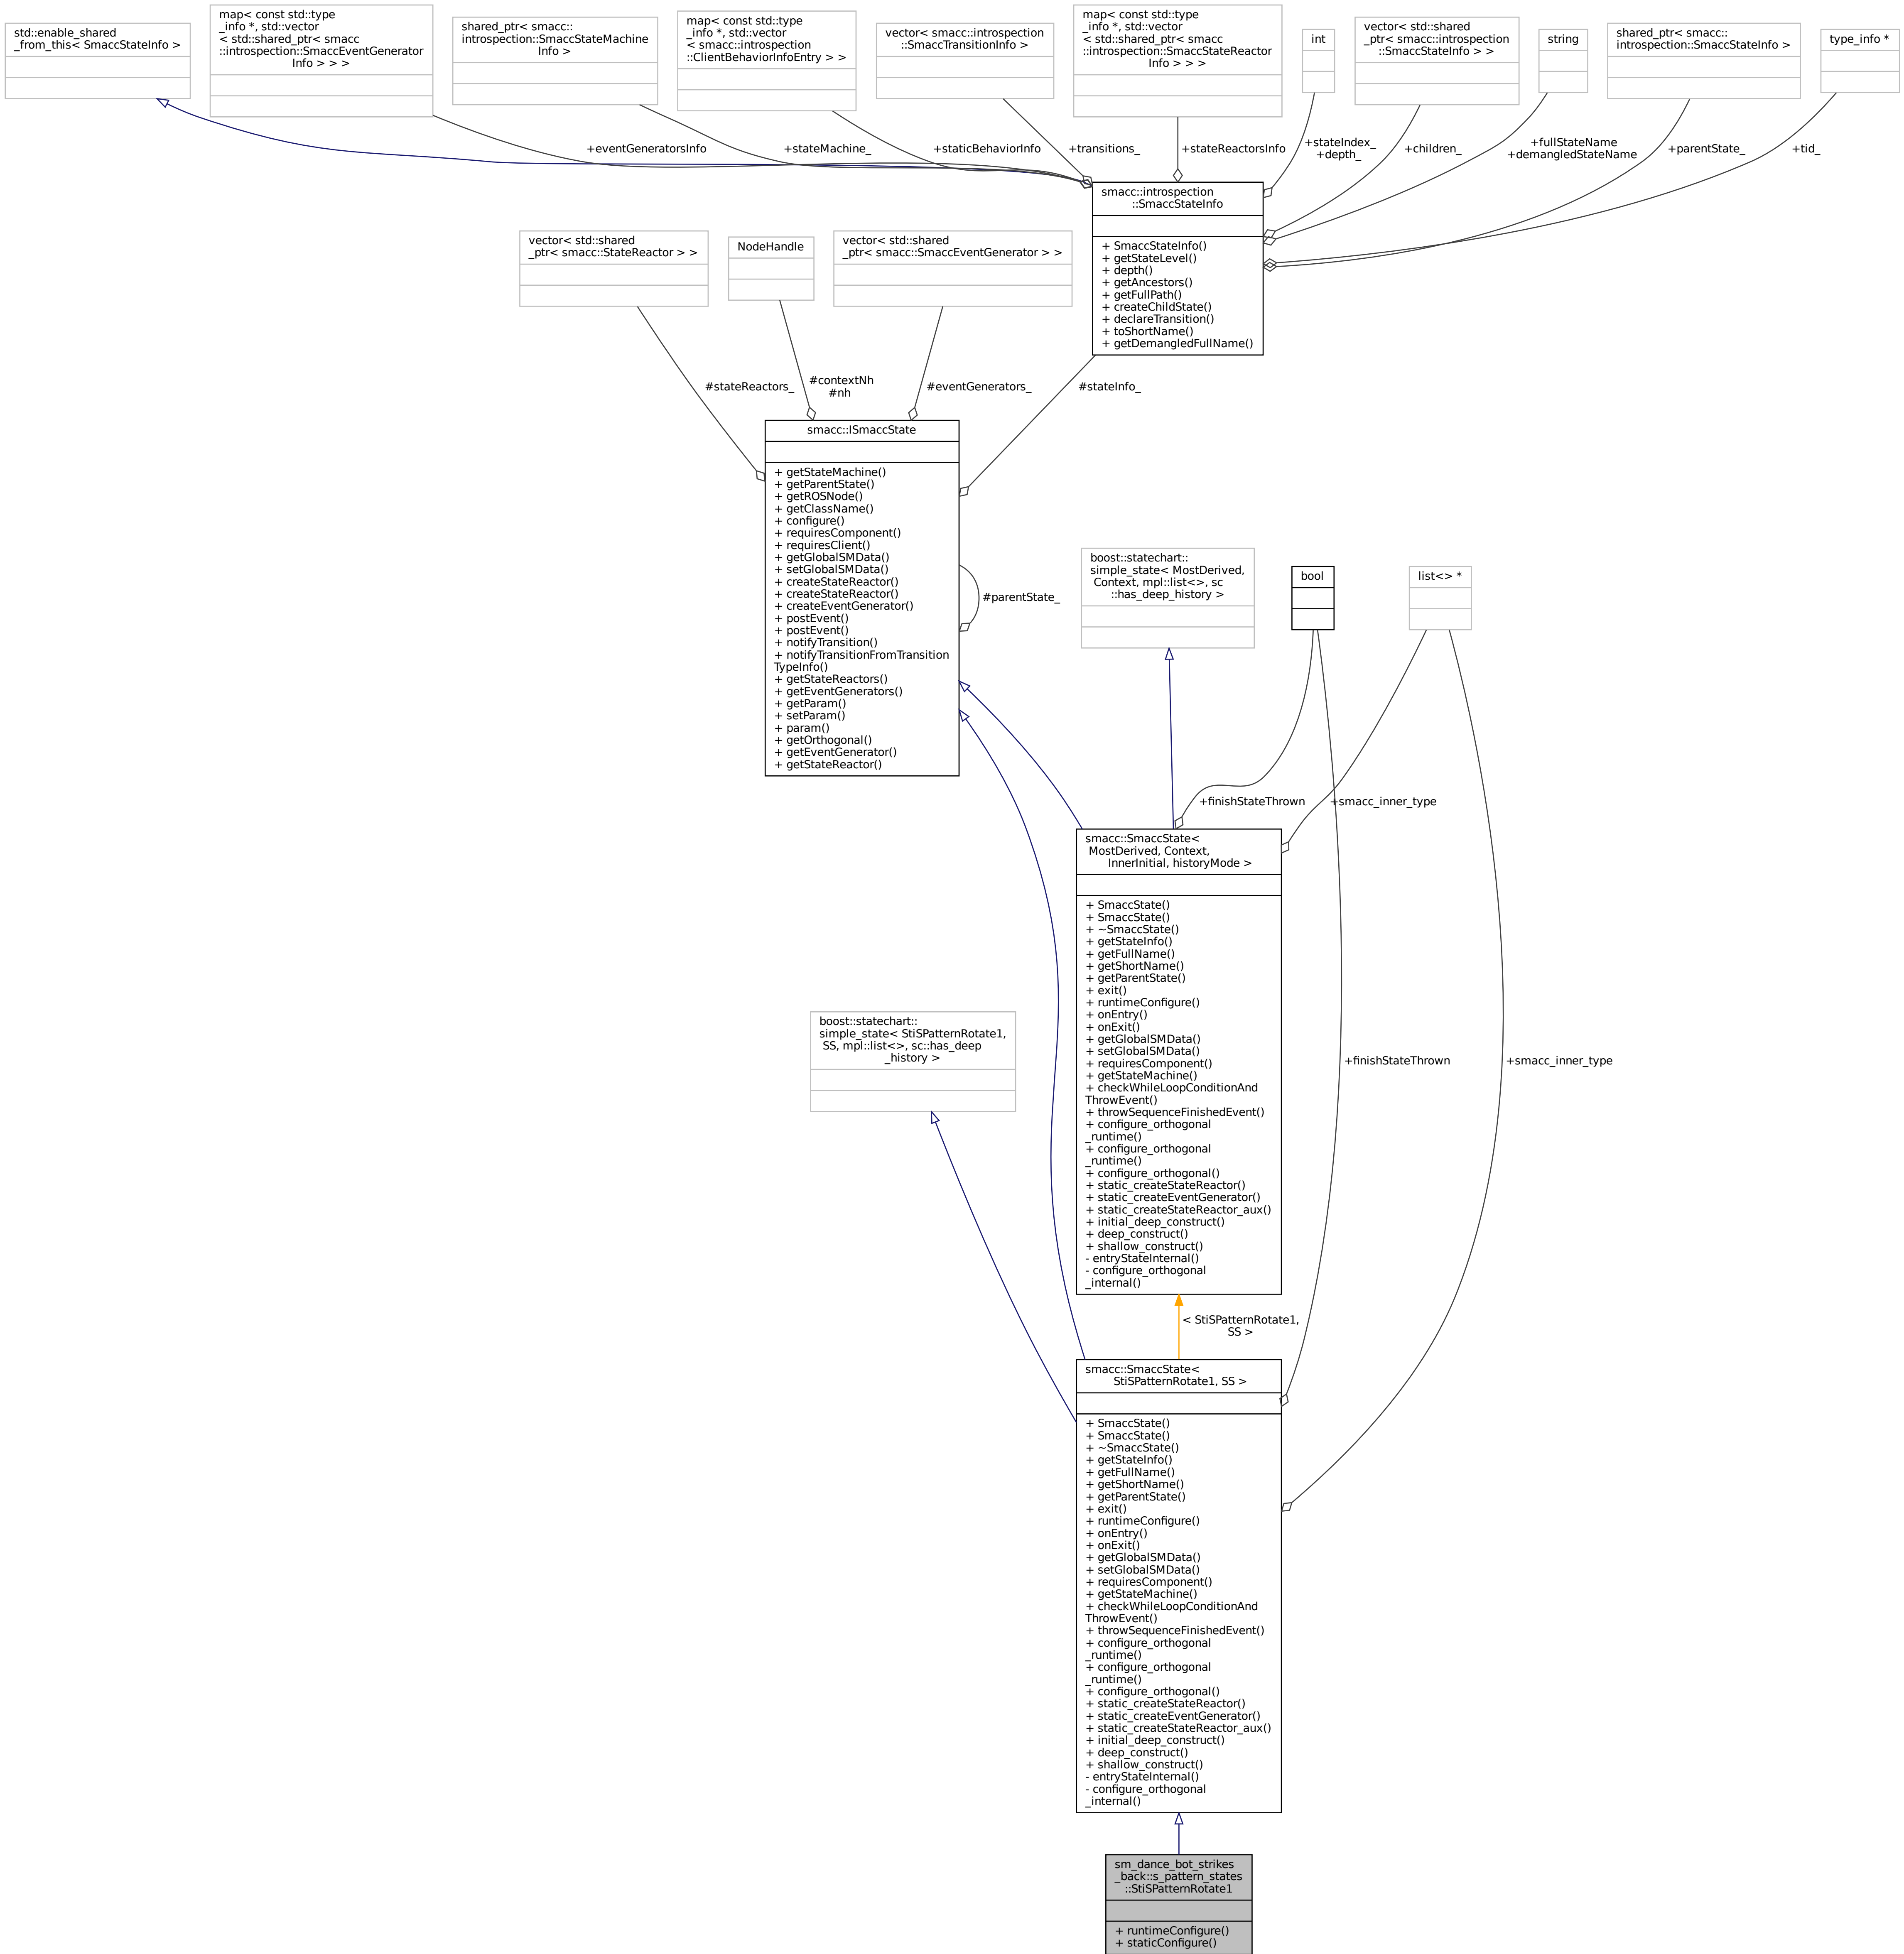 std::enable_shared
_from_this< SmaccStateInfo >
map< const std::type
_info *, std::vector
< std::shared_ptr< smacc
::introspection::SmaccEventGenerator
Info > > >
shared_ptr< smacc::
introspection::SmaccStateMachine
Info >
map< const std::type
_info *, std::vector
< smacc::introspection
::ClientBehaviorInfoEntry > >
vector< smacc::introspection
::SmaccTransitionInfo >
map< const std::type
_info *, std::vector
< std::shared_ptr< smacc
::introspection::SmaccStateReactor
Info > > >
int
vector< std::shared
_ptr< smacc::introspection
::SmaccStateInfo > >
string
shared_ptr< smacc::
introspection::SmaccStateInfo >
type_info *
+eventGeneratorsInfo
+stateMachine_
+staticBehaviorInfo
+transitions_
+stateReactorsInfo
+stateIndex_
+depth_
+children_
+fullStateName
+demangledStateName
+parentState_
+tid_
smacc::introspection
::SmaccStateInfo
+ SmaccStateInfo()
+ getStateLevel()
+ depth()
+ getAncestors()
+ getFullPath()
+ createChildState()
+ declareTransition()
+ toShortName()
+ getDemangledFullName()
vector< std::shared
_ptr< smacc::StateReactor > >
NodeHandle
vector< std::shared
_ptr< smacc::SmaccEventGenerator > >
#stateReactors_
#contextNh
#nh
#eventGenerators_
#stateInfo_
smacc::ISmaccState
+ getStateMachine()
+ getParentState()
+ getROSNode()
+ getClassName()
+ configure()
+ requiresComponent()
+ requiresClient()
+ getGlobalSMData()
+ setGlobalSMData()
+ createStateReactor()
+ createStateReactor()
+ createEventGenerator()
+ postEvent()
+ postEvent()
+ notifyTransition()
+ notifyTransitionFromTransition
TypeInfo()
+ getStateReactors()
+ getEventGenerators()
+ getParam()
+ setParam()
+ param()
+ getOrthogonal()
+ getEventGenerator()
+ getStateReactor()
#parentState_
boost::statechart::
simple_state< MostDerived,
Context, mpl::list<>, sc
::has_deep_history >
bool
list<> *
+finishStateThrown
+smacc_inner_type
smacc::SmaccState<
MostDerived, Context,
InnerInitial, historyMode >
+ SmaccState()
+ SmaccState()
+ ~SmaccState()
+ getStateInfo()
+ getFullName()
+ getShortName()
+ getParentState()
+ exit()
+ runtimeConfigure()
+ onEntry()
+ onExit()
+ getGlobalSMData()
+ setGlobalSMData()
+ requiresComponent()
+ getStateMachine()
+ checkWhileLoopConditionAnd
ThrowEvent()
+ throwSequenceFinishedEvent()
+ configure_orthogonal
_runtime()
+ configure_orthogonal
_runtime()
+ configure_orthogonal()
+ static_createStateReactor()
+ static_createEventGenerator()
+ static_createStateReactor_aux()
+ initial_deep_construct()
+ deep_construct()
+ shallow_construct()
- entryStateInternal()
- configure_orthogonal
_internal()
boost::statechart::
simple_state< StiSPatternRotate1,
SS, mpl::list<>, sc::has_deep
_history >
+finishStateThrown
+smacc_inner_type
< StiSPatternRotate1,
SS >
smacc::SmaccState<
StiSPatternRotate1, SS >
+ SmaccState()
+ SmaccState()
+ ~SmaccState()
+ getStateInfo()
+ getFullName()
+ getShortName()
+ getParentState()
+ exit()
+ runtimeConfigure()
+ onEntry()
+ onExit()
+ getGlobalSMData()
+ setGlobalSMData()
+ requiresComponent()
+ getStateMachine()
+ checkWhileLoopConditionAnd
ThrowEvent()
+ throwSequenceFinishedEvent()
+ configure_orthogonal
_runtime()
+ configure_orthogonal
_runtime()
+ configure_orthogonal()
+ static_createStateReactor()
+ static_createEventGenerator()
+ static_createStateReactor_aux()
+ initial_deep_construct()
+ deep_construct()
+ shallow_construct()
- entryStateInternal()
- configure_orthogonal
_internal()
sm_dance_bot_strikes
_back::s_pattern_states
::StiSPatternRotate1
+ runtimeConfigure()
+ staticConfigure()